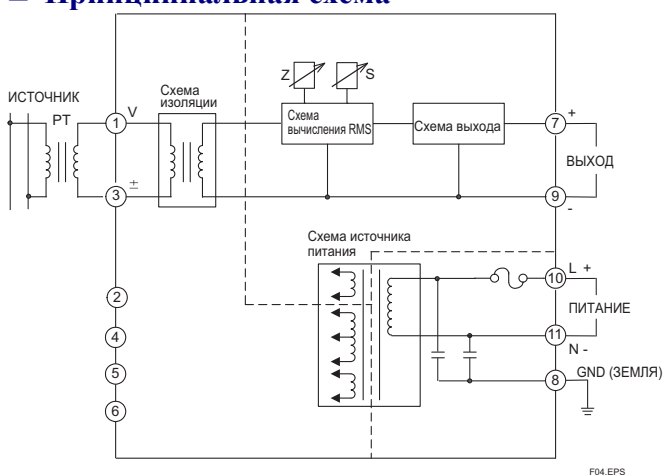 Принципиальная схема
ИСТОЧНИК
PT
1
V
3
±
Схема
изоляции
Z
S
Схема
вычисления RMS
Схема выхода
7
+
ВЫХОД
9
-
Схема источника
питания
10
L +
ПИТАНИЕ
11
N -
8
GND (ЗЕМЛЯ)
2
4
5
6
F04.EPS